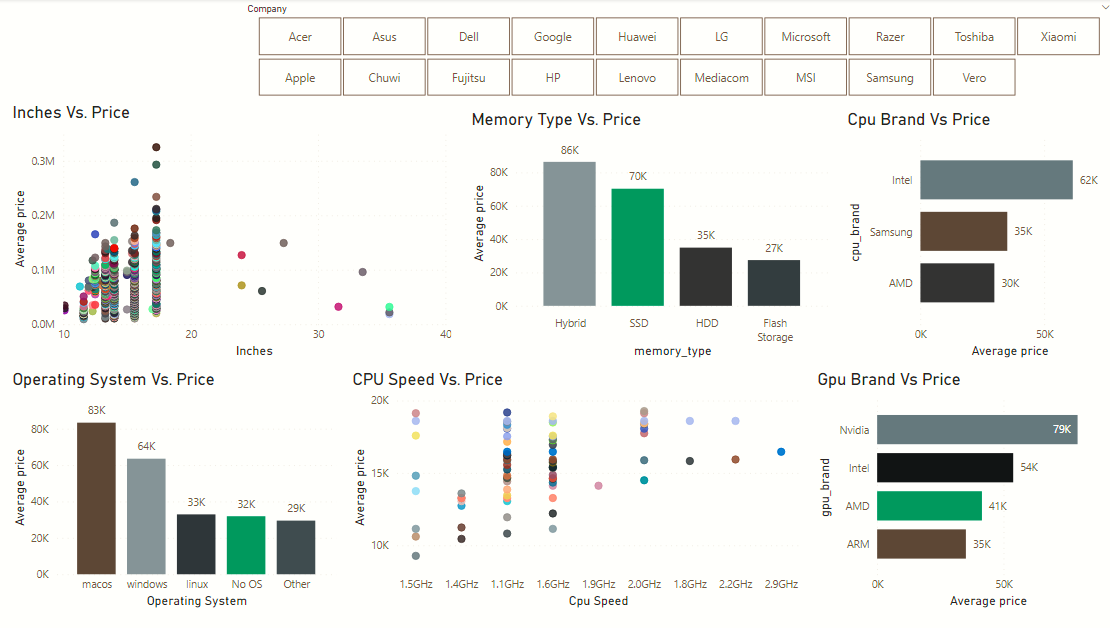 Company
Acer Asus Dell Google Huawei LG Microsoft Razer Toshiba Xiaomi
Apple Chuwi Fujitsu HP Lenovo Mediacom MSI Samsung Vero
Inches Vs. Price
Average price
0.3M
0.2M
0.1M
0.0M
10 20 30 40
Inches
Memory Type Vs. Price
Average price
80K
60K
40K
20K
0K
86K
70K
35K
27K
Hybrid SSD HDD Flash
Storage
memory_type
Cpu Brand Vs Price
cpu_brand
Intel 62K
Samsung 35K
AMD 30K
0K 50K
Average price
Operating System Vs. Price
Average price
80K
60K
40K
20K
0K
83K
64K
33K
32K
29K
macos windows linux No OS Other
Operating System
CPU Speed Vs. Price
Average price
20K
15K
10K
1.5GHz 1.4GHz 1.1GHz 1.6GHz 1.9GHz 2.0GHz 1.8GHz 2.2GHz 2.9GHz
Cpu Speed
Gpu Brand Vs Price
gpu_brand
Nvidia 79K
Intel 54K
AMD 41K
ARM 35K
0K 50K
Average price